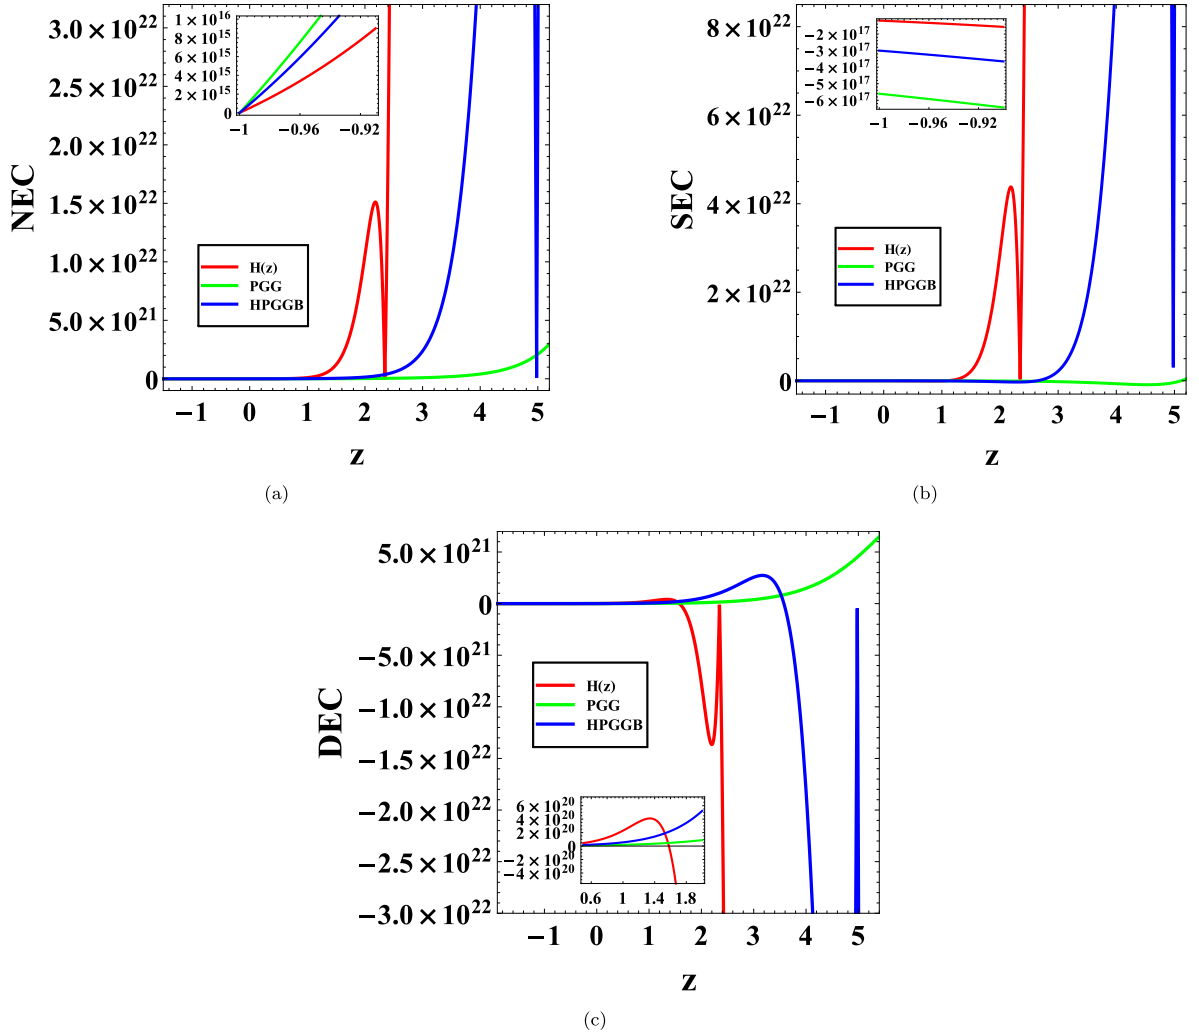 3.0×10^22
2.5×10^22
2.0×10^22
1.5×10^22
1.0×10^22
5.0×10^21
0
NEC
1×10^16
8×10^15
6×10^15
4×10^15
2×10^15
0
−1 −0.96 −0.92
H(z)
PGG
HPGGB
−1 0 1 2 3 4 5
z
(a)
8×10^22
6×10^22
4×10^22
2×10^22
0
SEC
−2×10^17
−3×10^17
−4×10^17
−5×10^17
−6×10^17
−1 −0.96 −0.92
H(z)
PGG
HPGGB
−1 0 1 2 3 4 5
z
(b)
5.0×10^21
0
−5.0×10^21
−1.0×10^22
−1.5×10^22
−2.0×10^22
−2.5×10^22
−3.0×10^22
DEC
H(z)
PGG
HPGGB
6×10^20
4×10^20
2×10^20
0
−2×10^20
−4×10^20
0.6 1 1.4 1.8
−1 0 1 2 3 4 5
z
(c)